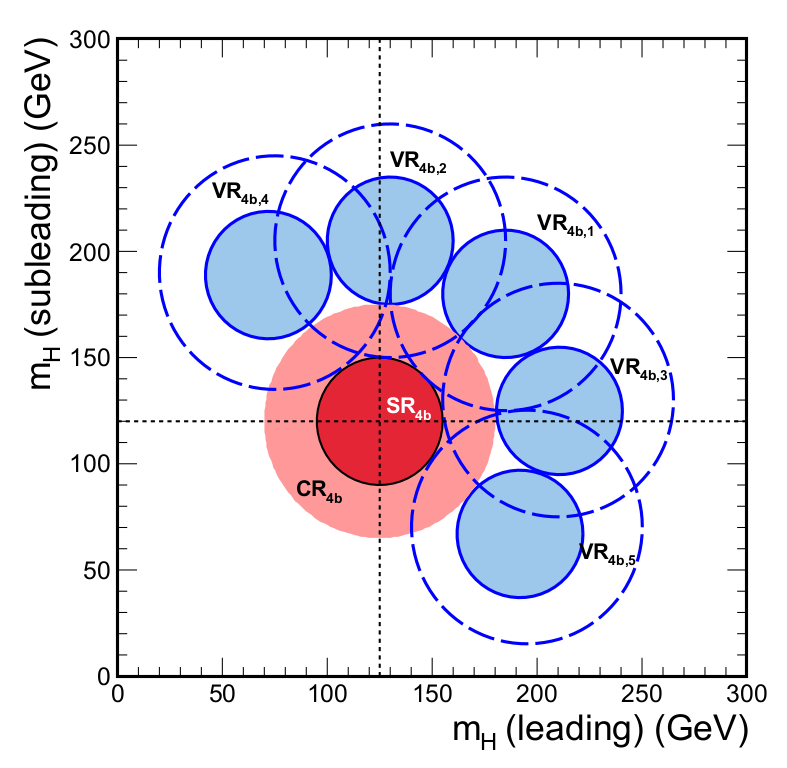 m_H (subleading) (GeV)
300
250
200
150
100
50
0
VR_4b,2
VR_4b,4
VR_4b,1
VR_4b,3
SR_4b
CR_4b
VR_4b,5
0 50 100 150 200 250 300
m_H (leading) (GeV)